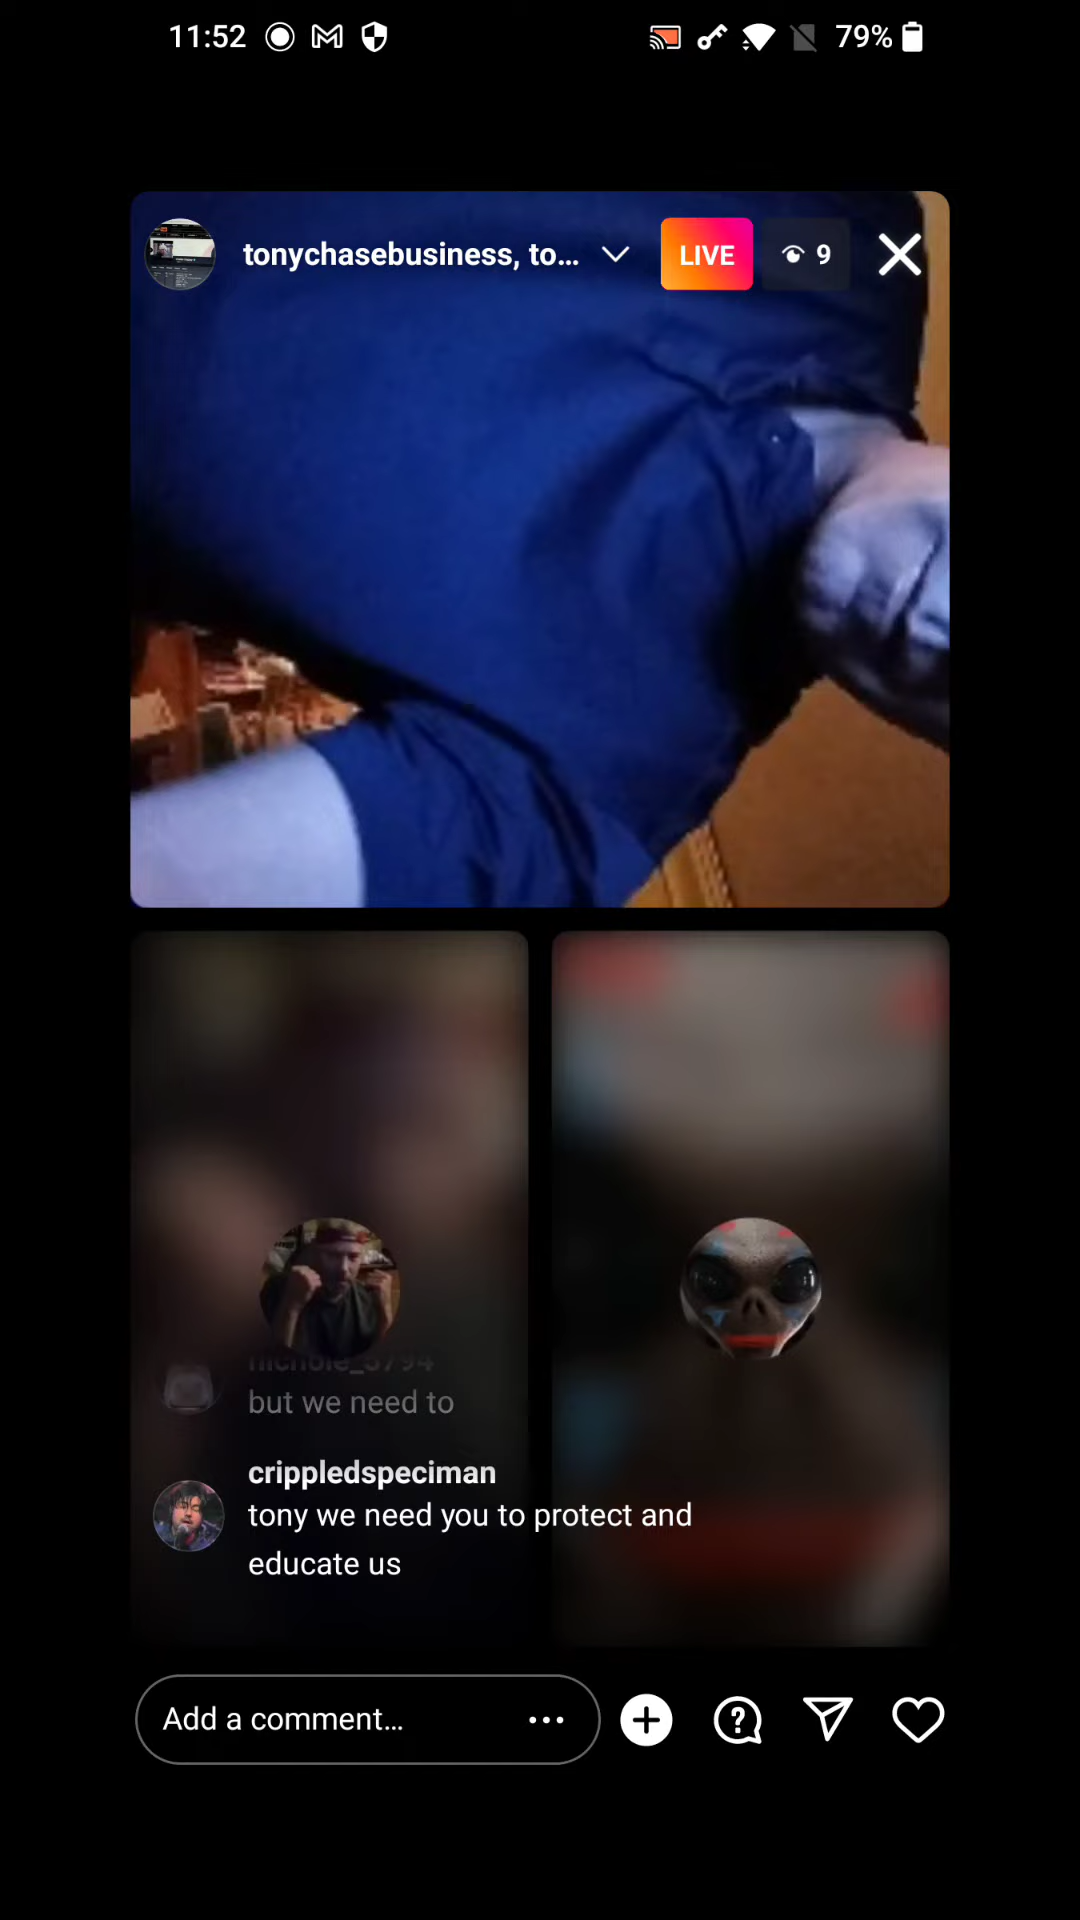 11:52
79%
tonychasebusiness, to...
LIVE
9
nichole_5794
but we need to
crippledspeciman
tony we need you to protect and
educate us
Add a comment...